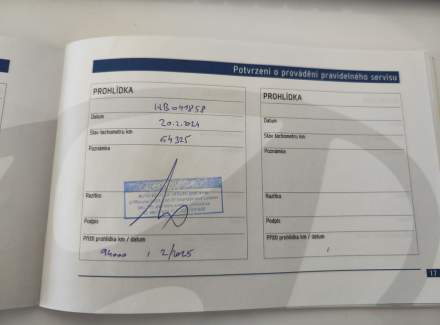 Potvrzení o provádění pravidelného servisu
PROHLÍDKA
Datum
20.2.2024
Stav tachometru km
64325
Poznámka
Razítko
Podpis
Příští prohlídka km / datum
94000 / 2/2025
PROHLÍDKA
Datum
Stav tachometru km
Poznámka
Razítko
Podpis
Příští prohlídka km / datum
/
17